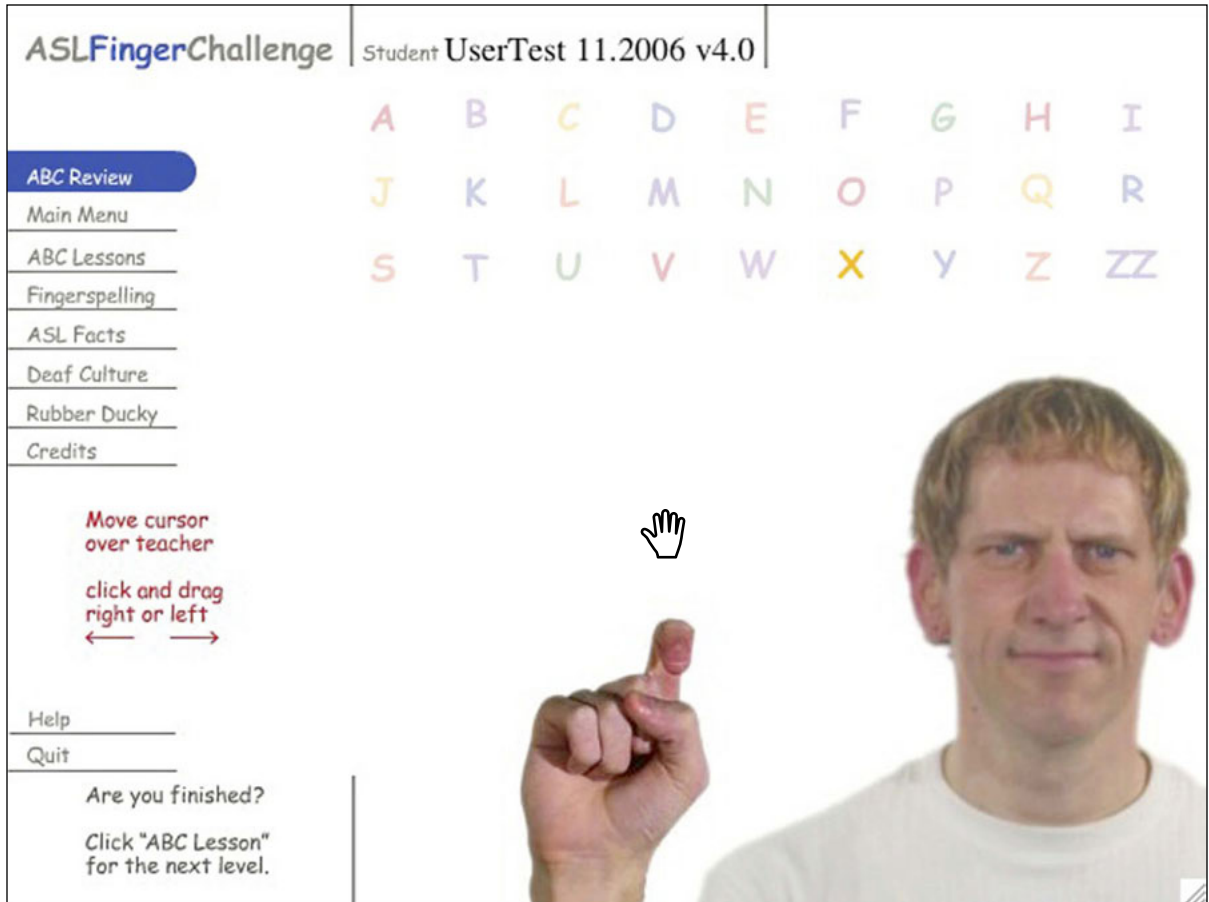 ASLFingerChallenge Student UserTest 11.2006 v4.0
A B C D E F G H I
J K L M N O P Q R
S T U V W X Y Z ZZ
ABC Review
Main Menu
ABC Lessons
Fingerspelling
ASL Facts
Deaf Culture
Rubber Ducky
Credits
Move cursor
over teacher
click and drag
right or left
Help
Quit
Are you finished?
Click "ABC Lesson"
for the next level.